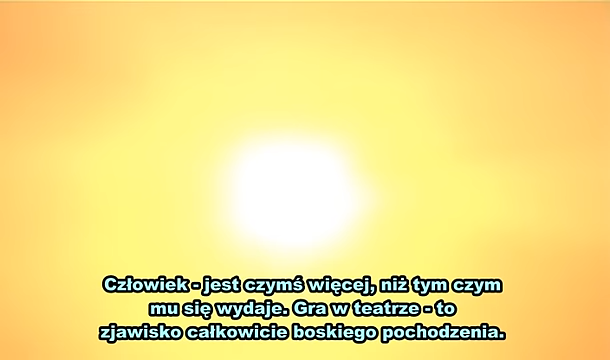 Człowiek - jest czymś więcej, niż tym czym
mu się wydaje. Gra w teatrze - to
zjawisko całkowicie boskiego pochodzenia.